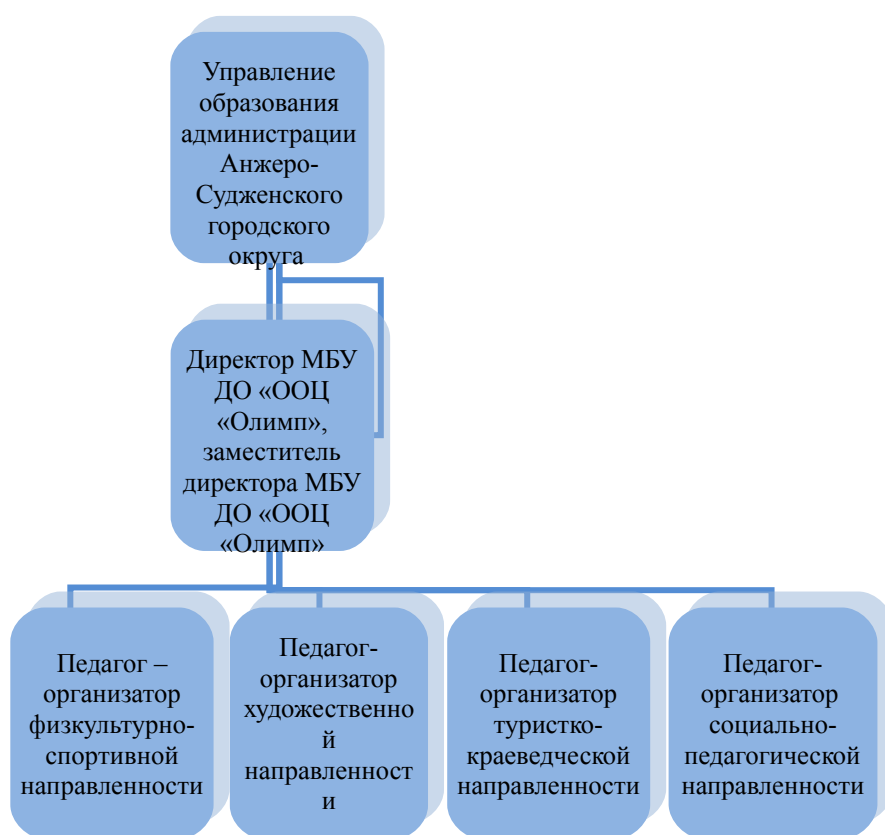 Управление
образования
администрации
Анжеро-
Судженского
городского
округа
Директор МБУ
ДО «ООЦ
«Олимп»,
заместитель
директора МБУ
ДО «ООЦ
«Олимп»
Педагог –
организатор
физкультурно-
спортивной
направленности
Педагог-
организатор
художественно
й
направленност
и
Педагог-
организатор
туристко-
краеведческой
направленности
Педагог-
организатор
социально-
педагогической
направленности